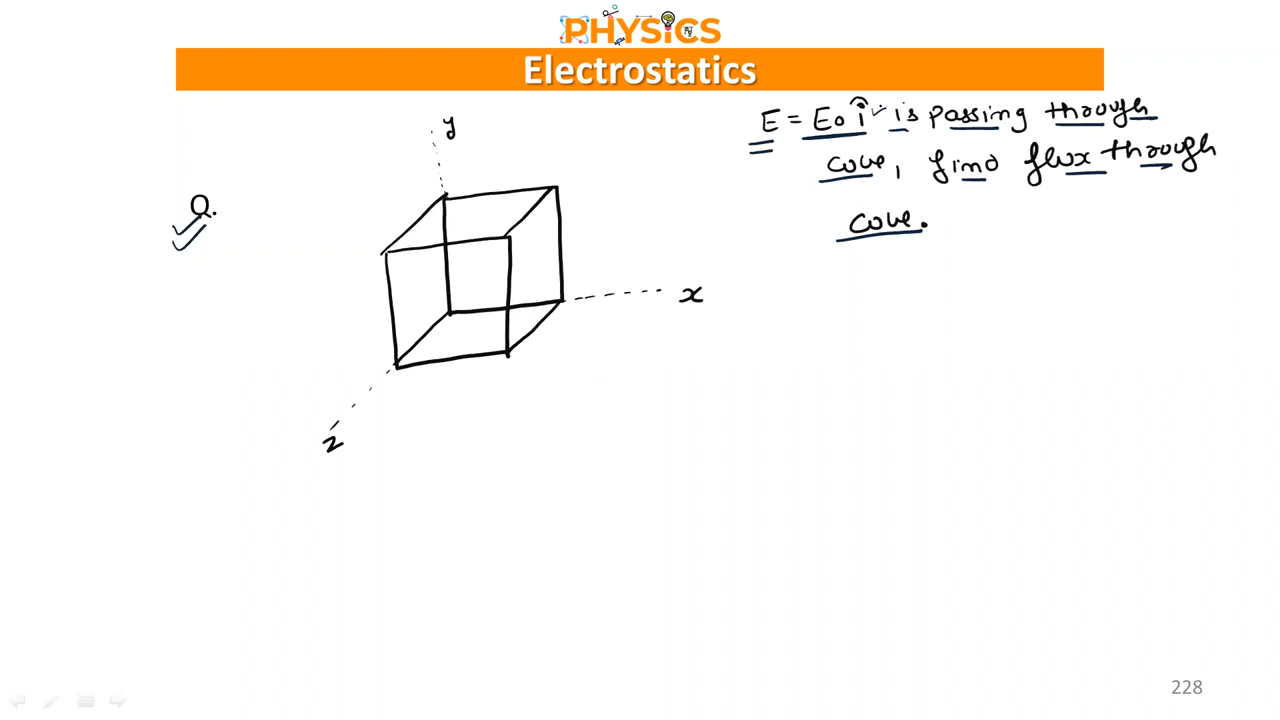 PHYSICS
Electrostatics
E = E₀ î is passing through
cube, find flux through
cube.
y
Q.
x
z
228